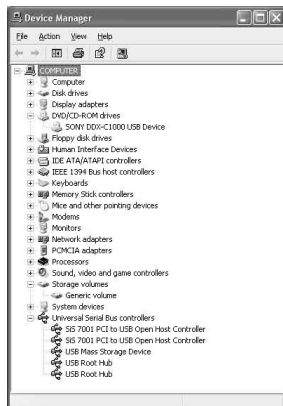 Device Manager
File Action View Help
COMPUTER
Computer
Disk drives
Display adapters
DVD/CD-ROM drives
SONY DDX-C1000 USB Device
Floppy disk drives
Human Interface Devices
IDE ATA/ATAPI controllers
IEEE 1394 Bus host controllers
Keyboards
Memory Stick controllers
Mice and other pointing devices
Modems
Monitors
Network adapters
PCMCIA adapters
Processors
Sound, video and game controllers
Storage volumes
Generic volume
System devices
Universal Serial Bus controllers
SiS 7001 PCI to USB Open Host Controller
SiS 7001 PCI to USB Open Host Controller
USB Mass Storage Device
USB Root Hub
USB Root Hub